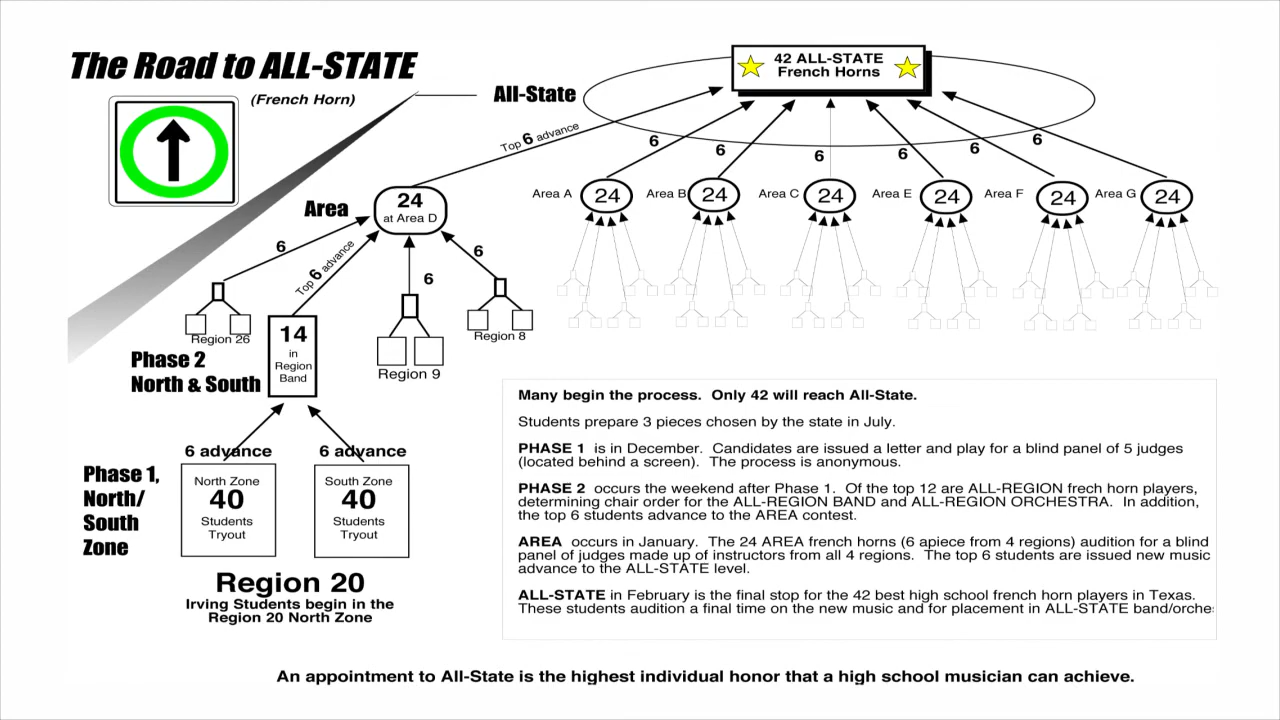 The Road to ALL-STATE
(French Horn)
42 ALL-STATE
French Horns
All-State
Top 6 advance
6
6
6
6
6
6
Area A
24
Area B
24
Area C
24
Area E
24
Area F
24
Area G
24
Area
24
at Area D
6
Top 6 advance
6
6
Region 26
Region 9
Region 8
14
in
Region
Band
Phase 2
North & South
6 advance
6 advance
Phase 1,
North/
South
Zone
North Zone
40
Students
Tryout
South Zone
40
Students
Tryout
Region 20
Irving Students begin in the
Region 20 North Zone
Many begin the process.  Only 42 will reach All-State.
Students prepare 3 pieces chosen by the state in July.
PHASE 1  is in December.  Candidates are issued a letter and play for a blind panel of 5 judges
(located behind a screen).  The process is anonymous.
PHASE 2  occurs the weekend after Phase 1.  Of the top 12 are ALL-REGION frech horn players,
determining chair order for the ALL-REGION BAND and ALL-REGION ORCHESTRA.  In addition,
the top 6 students advance to the AREA contest.
AREA  occurs in January.  The 24 AREA french horns (6 apiece from 4 regions) audition for a blind
panel of judges made up of instructors from all 4 regions.  The top 6 students are issued new music
advance to the ALL-STATE level.
ALL-STATE in February is the final stop for the 42 best high school french horn players in Texas.
These students audition a final time on the new music and for placement in ALL-STATE band/orche
An appointment to All-State is the highest individual honor that a high school musician can achieve.